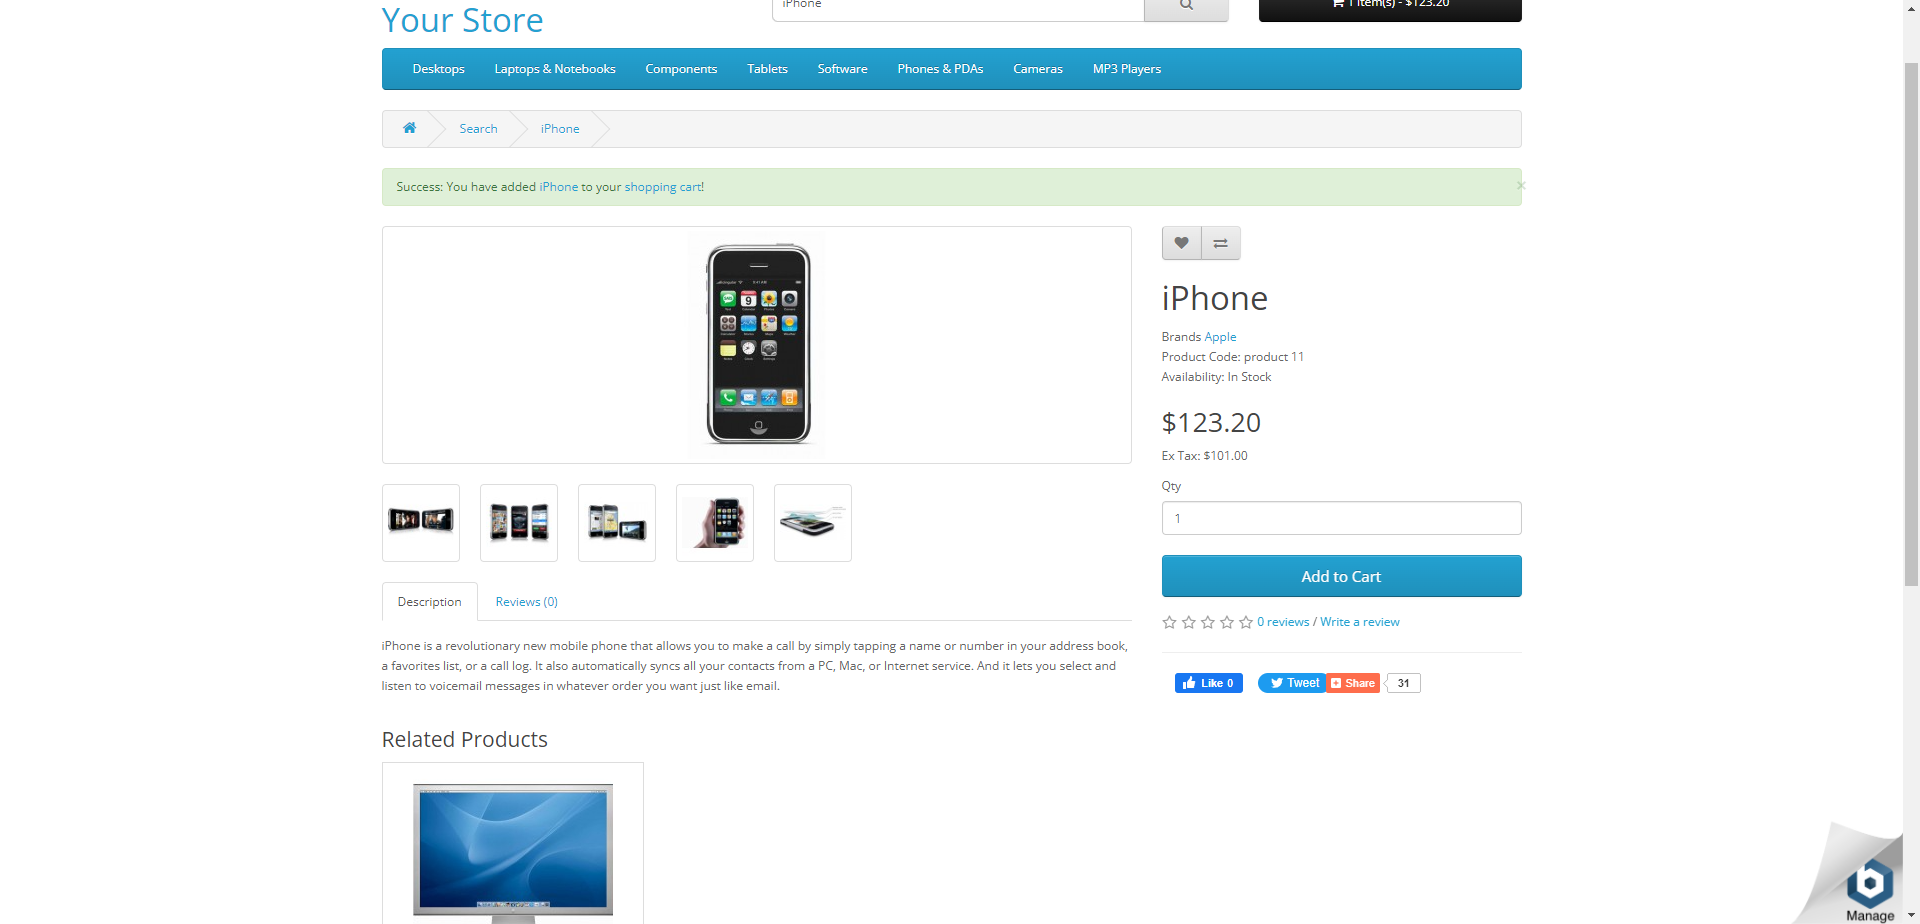 Your Store
iPhone
1 item(s) - $123.20
Desktops
Laptops & Notebooks
Components
Tablets
Software
Phones & PDAs
Cameras
MP3 Players
Search
iPhone
Success: You have added iPhone to your shopping cart!
×
iPhone
Brands Apple
Product Code: product 11
Availability: In Stock
$123.20
Ex Tax: $101.00
Qty
1
Add to Cart
0 reviews / Write a review
Like 0
Tweet
Share
31
Description
Reviews (0)
iPhone is a revolutionary new mobile phone that allows you to make a call by simply tapping a name or number in your address book,
a favorites list, or a call log. It also automatically syncs all your contacts from a PC, Mac, or Internet service. And it lets you select and
listen to voicemail messages in whatever order you want just like email.
Related Products
b
Manage